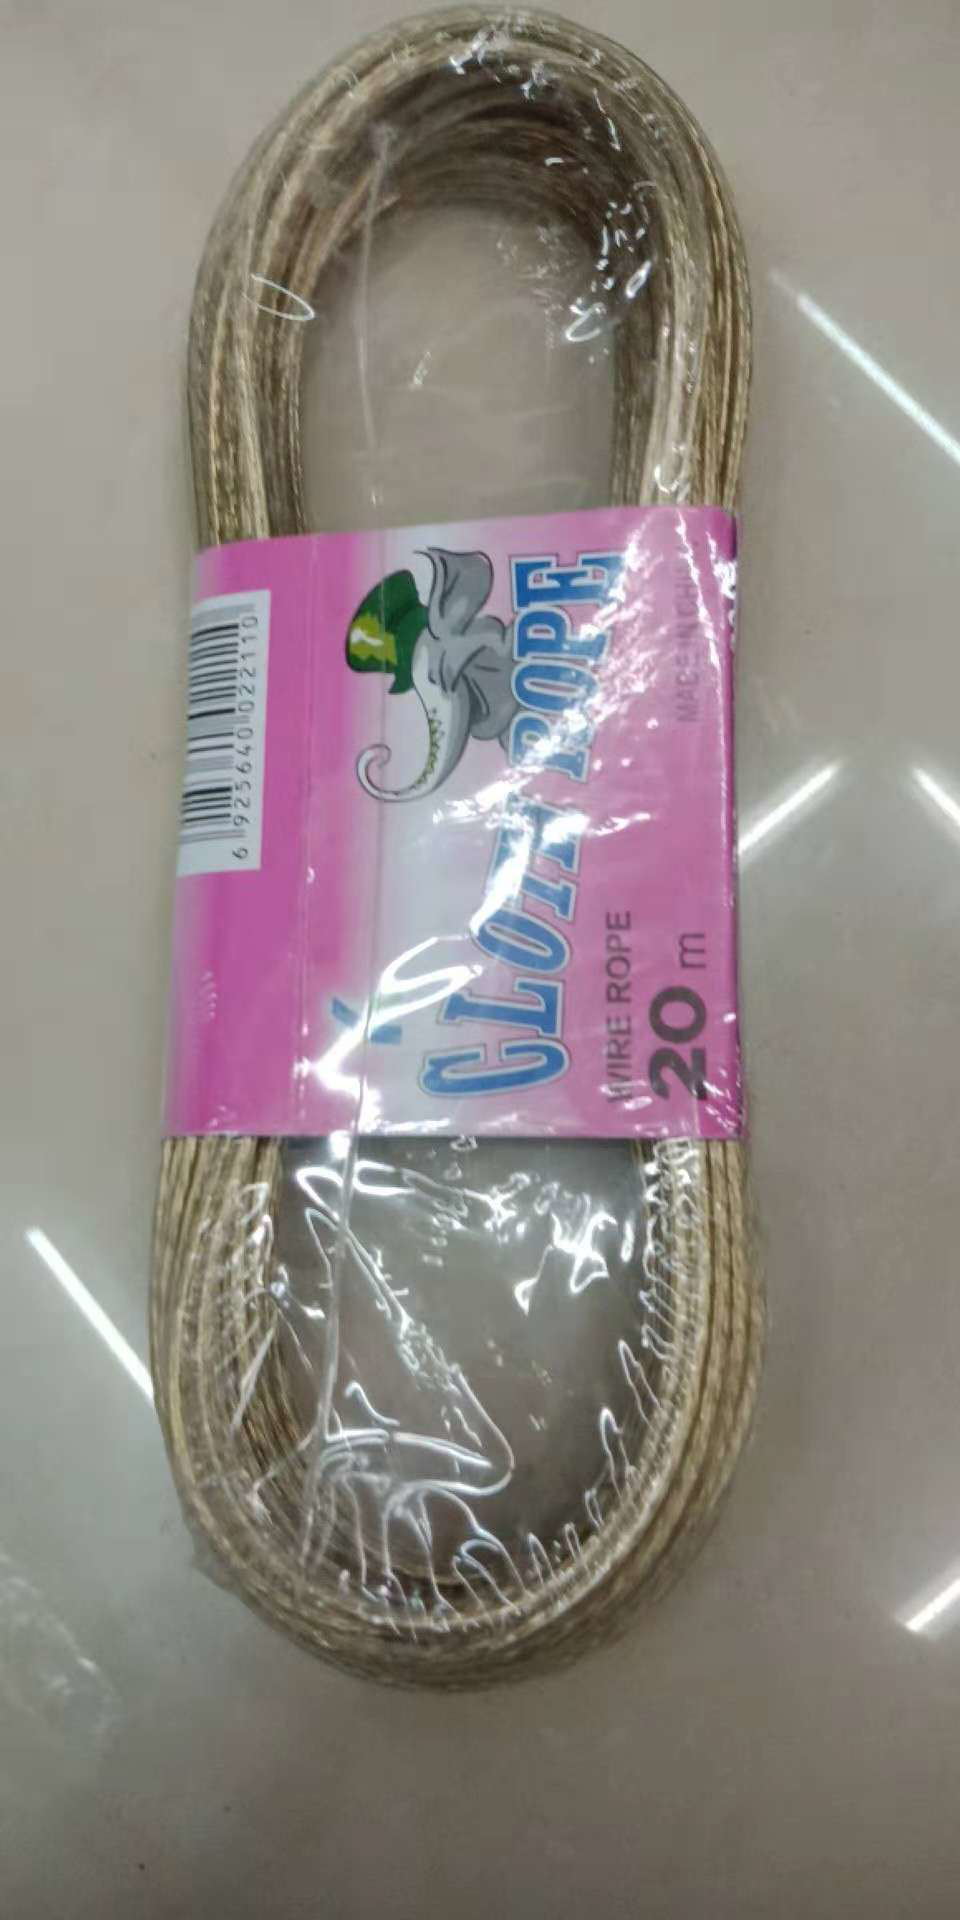 CLOTH ROPE
WIRE ROPE
20 m
MADE IN CHINA
6 925640 022110